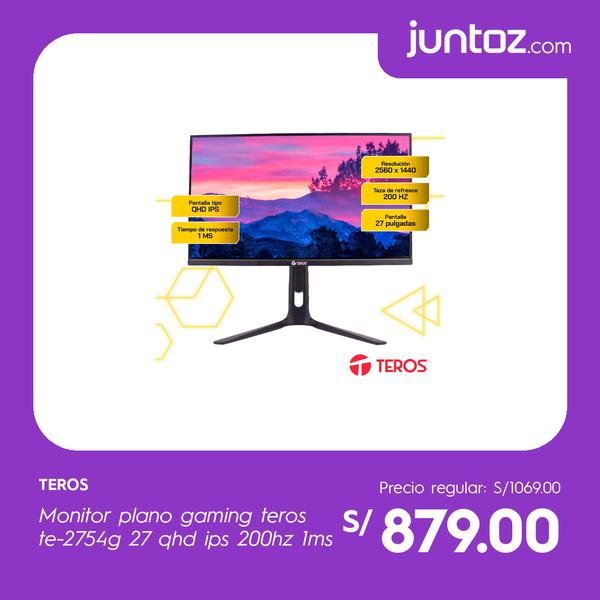 juntoz.com
Resolución
2560 x 1440
Taza de refresco
200 HZ
Pantalla
27 pulgadas
Pantalla tipo
QHD IPS
Tiempo de respuesta
1 MS
TEROS
TEROS
TEROS
Precio regular: S/1069.00
Monitor plano gaming teros
te-2754g 27 qhd ips 200hz 1ms
S/ 879.00